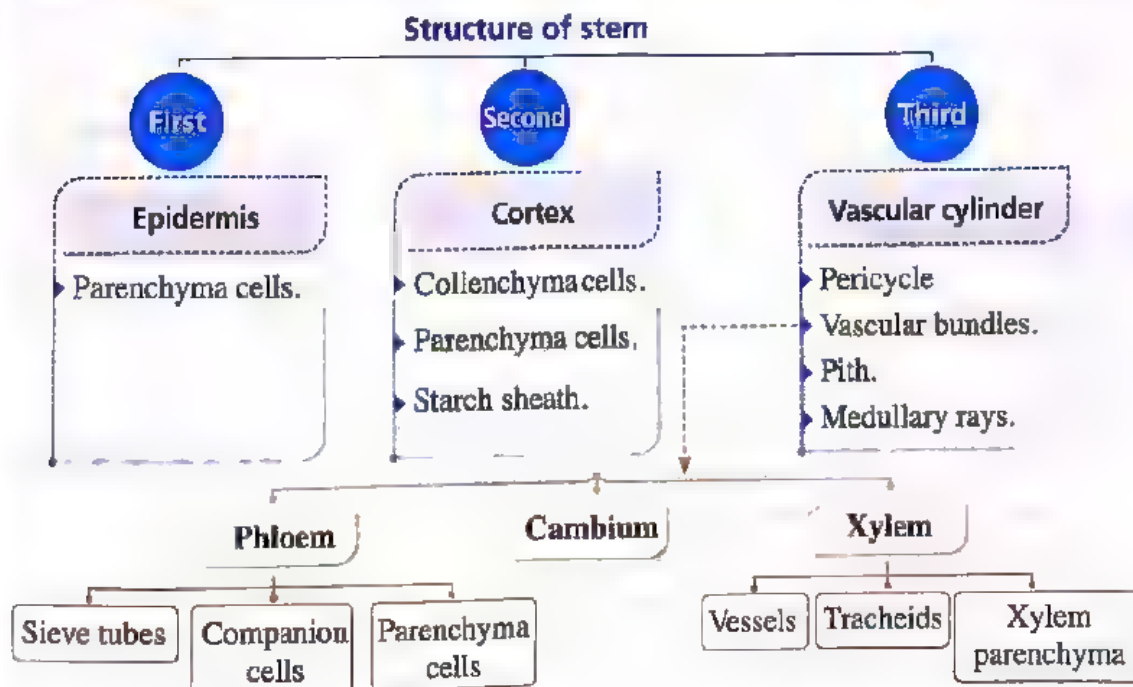 Structure of stem
First
Second
Third
Epidermis
Parenchyma cells.
Cortex
Collenchyma cells.
Parenchyma cells.
Starch sheath.
Vascular cylinder
Pericycle
Vascular bundles.
Pith.
Medullary rays.
Phloem
Cambium
Xylem
Sieve tubes
Companion
cells
Parenchyma
cells
Vessels
Tracheids
Xylem
parenchyma